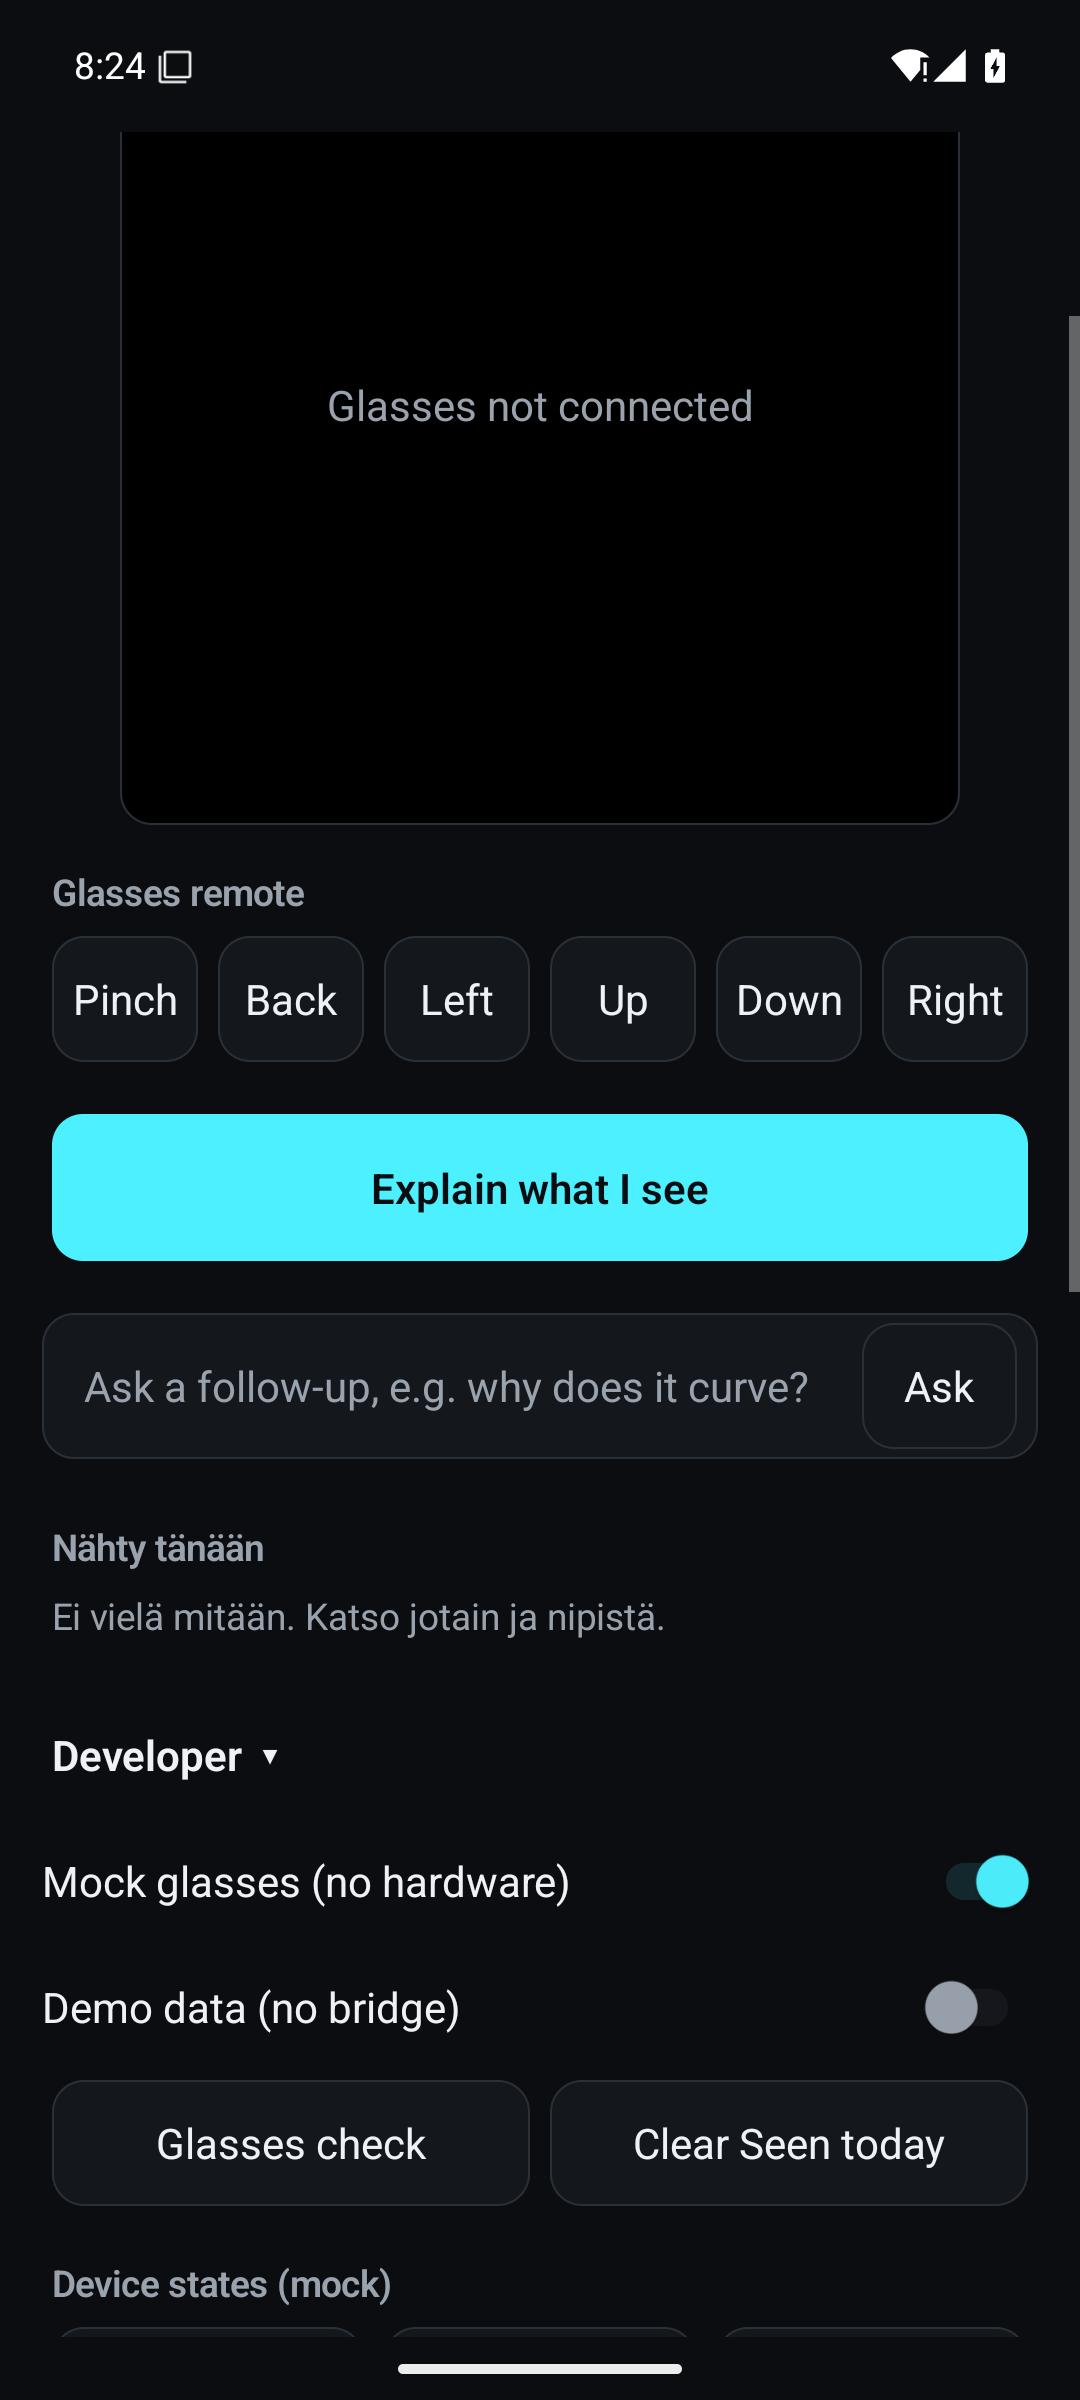 8:24
Glasses not connected
Glasses remote
Pinch Back Left Up Down Right
Explain what I see
Ask a follow-up, e.g. why does it curve? Ask
Nähty tänään
Ei vielä mitään. Katso jotain ja nipistä.
Developer ▼
Mock glasses (no hardware)
Demo data (no bridge)
Glasses check Clear Seen today
Device states (mock)